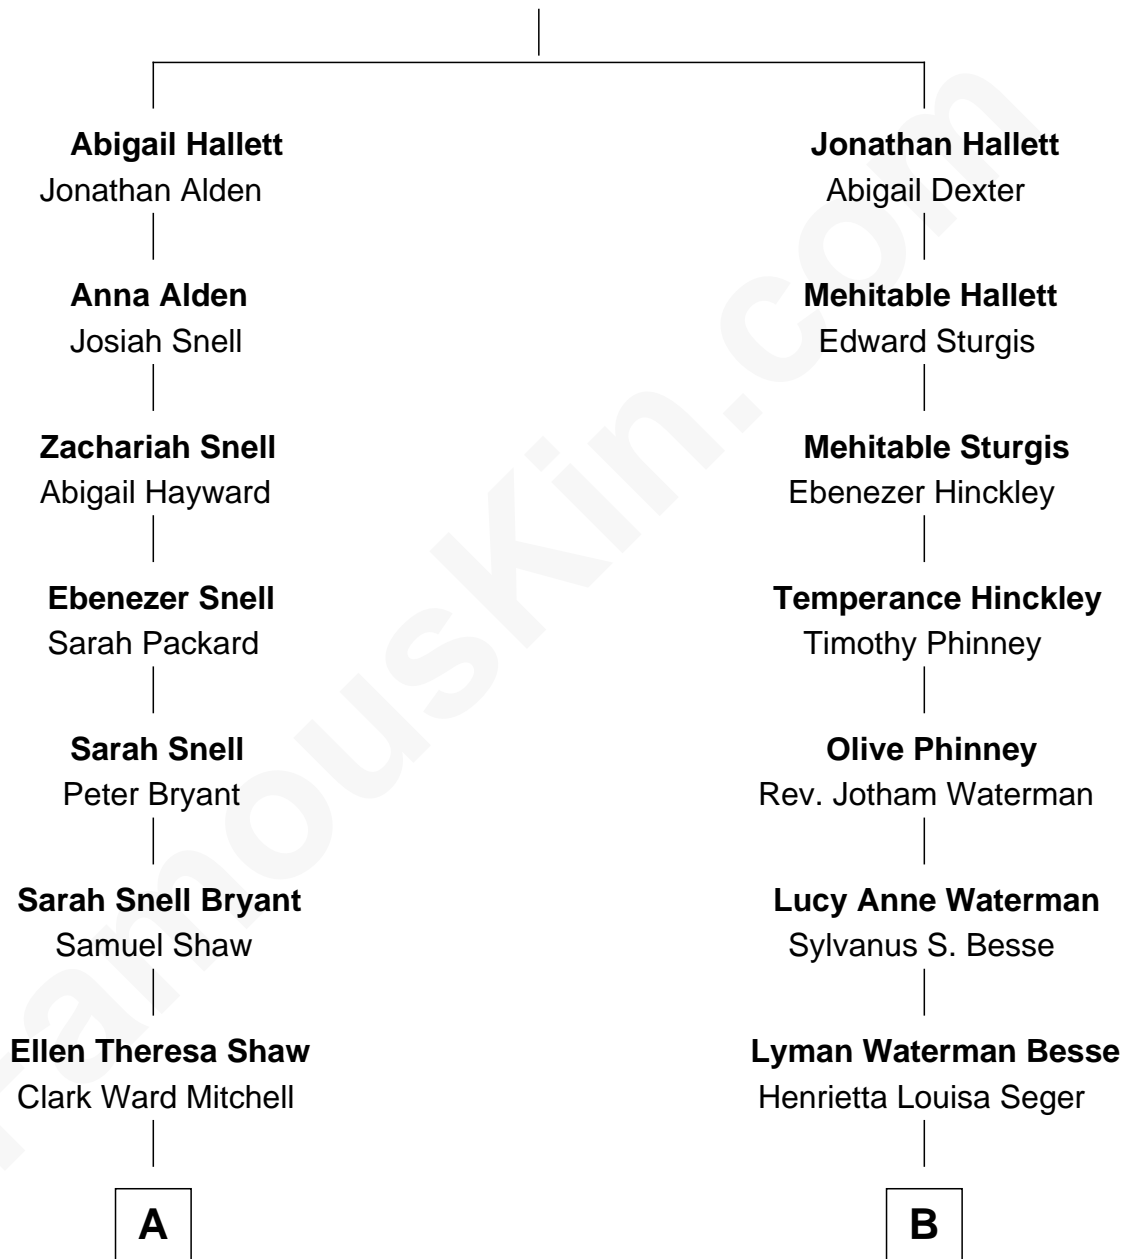 Abigail Hallett
Jonathan Alden
Jonathan Hallett
Abigail Dexter
Anna Alden
Josiah Snell
Mehitable Hallett
Edward Sturgis
Zachariah Snell
Abigail Hayward
Mehitable Sturgis
Ebenezer Hinckley
Ebenezer Snell
Sarah Packard
Temperance Hinckley
Timothy Phinney
Sarah Snell
Peter Bryant
Olive Phinney
Rev. Jotham Waterman
Sarah Snell Bryant
Samuel Shaw
Lucy Anne Waterman
Sylvanus S. Besse
Ellen Theresa Shaw
Clark Ward Mitchell
Lyman Waterman Besse
Henrietta Louisa Seger
A
B
FamousKin.com